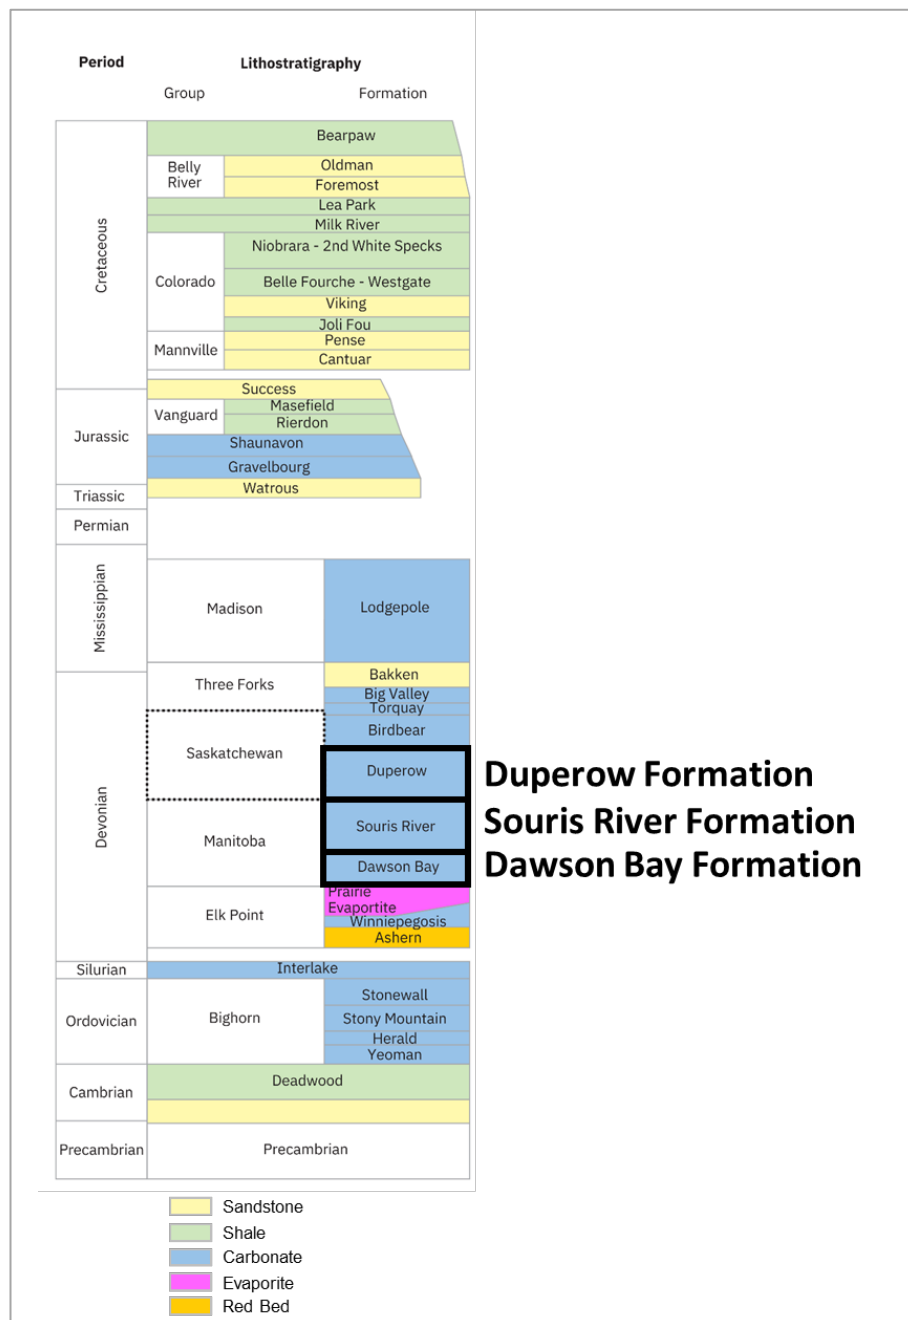 Period
Lithostratigraphy
Group
Formation
Cretaceous
Bearpaw
Belly
River
Oldman
Foremost
Lea Park
Milk River
Colorado
Niobrara - 2nd White Specks
Belle Fourche - Westgate
Viking
Joli Fou
Mannville
Pense
Cantuar
Jurassic
Success
Vanguard
Masefield
Rierdon
Shaunavon
Gravelbourg
Triassic
Watrous
Permian
Mississippian
Madison
Lodgepole
Devonian
Three Forks
Bakken
Big Valley
Torquay
Saskatchewan
Birdbear
Duperow
Duperow Formation
Manitoba
Souris River
Souris River Formation
Dawson Bay
Dawson Bay Formation
Elk Point
Prairie
Evaportite
Winniepegosis
Ashern
Silurian
Interlake
Ordovician
Bighorn
Stonewall
Stony Mountain
Herald
Yeoman
Cambrian
Deadwood
Precambrian
Precambrian
Sandstone
Shale
Carbonate
Evaporite
Red Bed